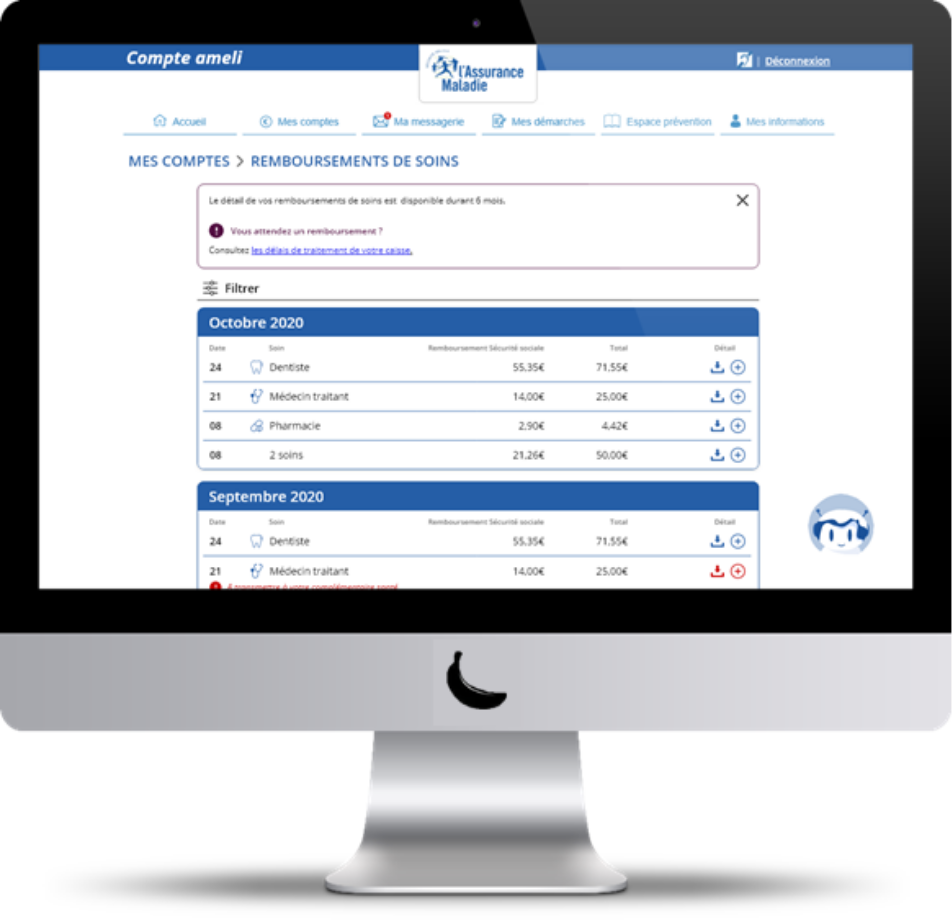 Compte ameli
l'Assurance
Maladie
| Déconnexion
Accueil
Mes comptes
Ma messagerie
Mes démarches
Espace prévention
Mes informations
MES COMPTES > REMBOURSEMENTS DE SOINS
Le détail de vos remboursements de soins est disponible durant 6 mois.
Vous attendez un remboursement ?
Consultez les délais de traitement de votre caisse.
Filtrer
Octobre 2020
Date Soin Remboursement Sécurité sociale Total Détail
24 Dentiste 55,35€ 71,55€
21 Médecin traitant 14,00€ 25,00€
08 Pharmacie 2,90€ 4,42€
08 2 soins 21,26€ 50,00€
Septembre 2020
Date Soin Remboursement Sécurité sociale Total Détail
24 Dentiste 55,35€ 71,55€
21 Médecin traitant 14,00€ 25,00€
A transmettre à votre complémentaire santé